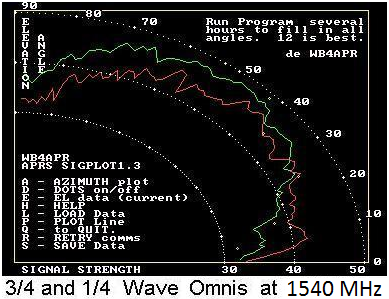 90
80
70
Run Program, several
hours to fill in all
angles. 12 is best.
de WB4APR
ELEVATION
ANGLE
50
40
30
20
10
WB4APR
APRS SIGPLOT1.3
A - AZIMUTH plot
D - DOTS on/off
E - EL data (current)
H - HELP
L - LOAD Data
P - PLOT Line
Q - to QUIT.
R - RETRY comms
S - SAVE Data
SIGNAL STRENGTH
30
40
50
3/4 and 1/4 Wave Omnis at 1540 MHz